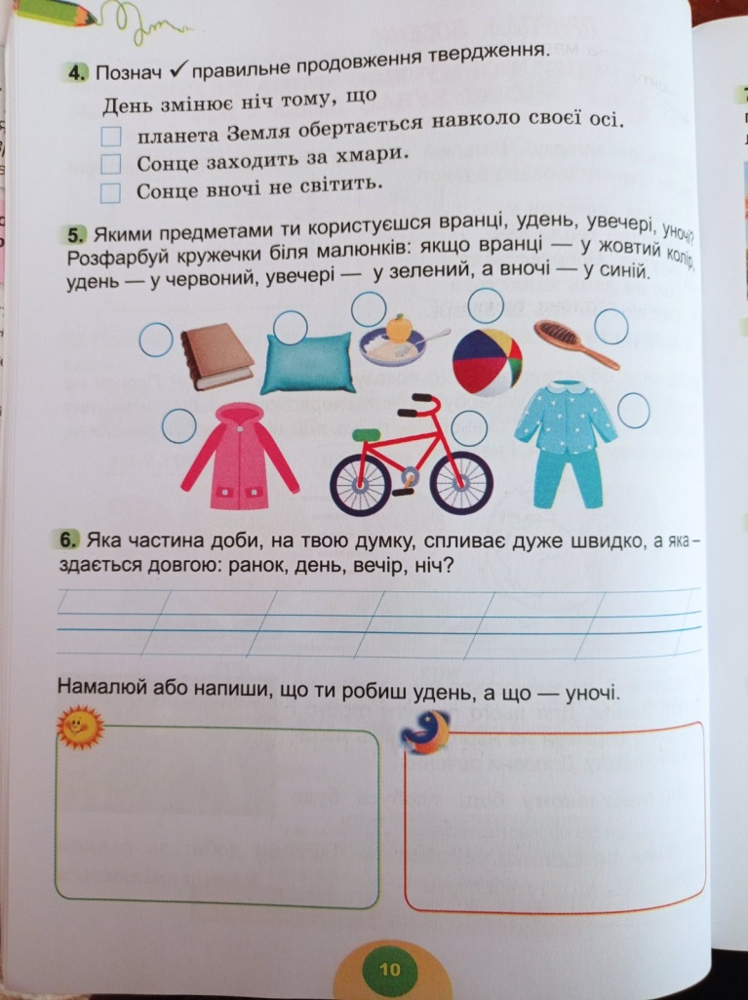 4. Познач ✓ правильне продовження твердження.
День змінює ніч тому, що
планета Земля обертається навколо своєї осі.
Сонце заходить за хмари.
Сонце вночі не світить.
5. Якими предметами ти користуєшся вранці, удень, увечері, уночі?
Розфарбуй кружечки біля малюнків: якщо вранці — у жовтий колір,
удень — у червоний, увечері — у зелений, а вночі — у синій.
6. Яка частина доби, на твою думку, спливає дуже швидко, а яка –
здається довгою: ранок, день, вечір, ніч?
Намалюй або напиши, що ти робиш удень, а що — уночі.
10